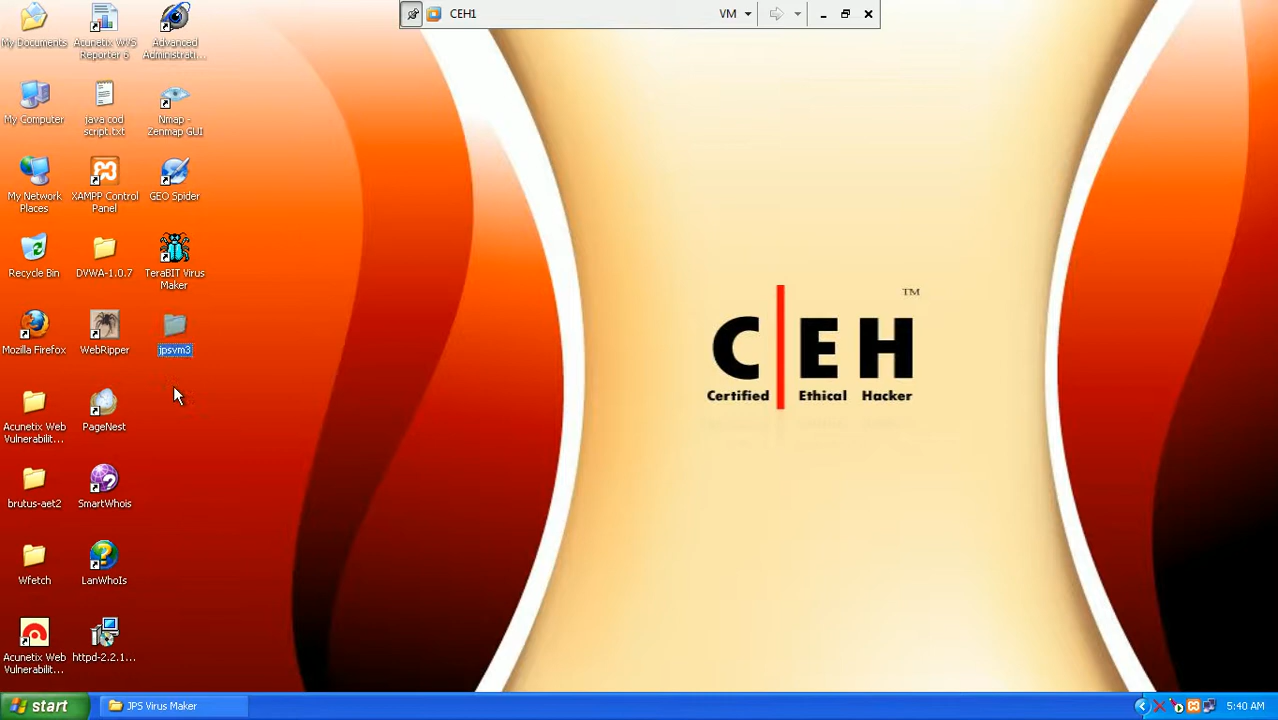 CEH1
VM
My Documents
Acunetix WVS
Reporter 6
Advanced
Administrati...
My Computer
java cod
script.txt
Nmap -
Zenmap GUI
My Network
Places
XAMPP Control
Panel
GEO Spider
Recycle Bin
DVWA-1.0.7
TeraBIT Virus
Maker
Mozilla Firefox
WebRipper
jpsvm3
Acunetix Web
Vulnerabilit...
PageNest
brutus-aet2
SmartWhois
Wfetch
LanWhoIs
Acunetix Web
Vulnerabilit...
httpd-2.2.1...
TM
C E H
Certified Ethical Hacker
start
JPS Virus Maker
5:40 AM